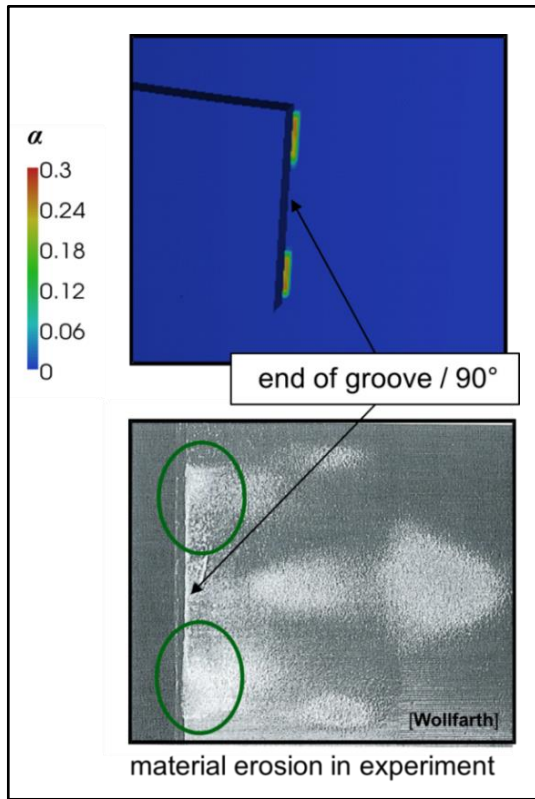 α
0.3
0.24
0.18
0.12
0.06
0
end of groove / 90°
[Wollfarth]
material erosion in experiment